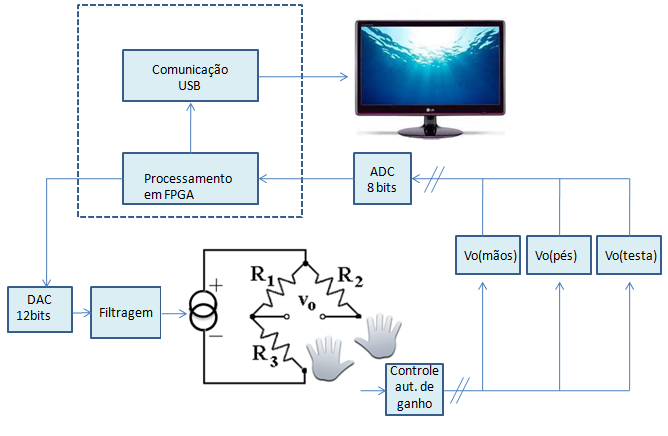 Comunicação
USB
Processamento
em FPGA
ADC
8 bits
Vo(mãos)
Vo(pés)
Vo(testa)
DAC
12bits
Filtragem
+
−
R1
R2
vo
R3
Controle
aut. de
ganho
LG